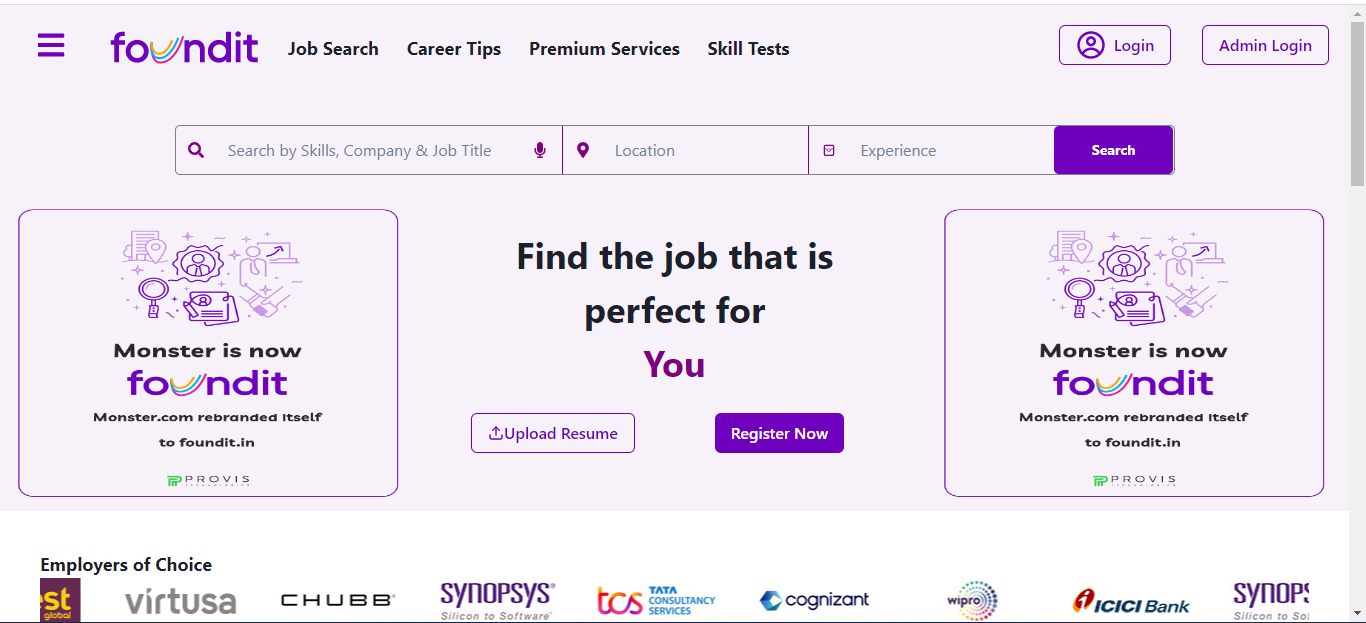 foundit Job Search Career Tips Premium Services Skill Tests Login Admin Login
Search by Skills, Company & Job Title Location Experience Search
Monster is now
foundit
Monster.com rebranded itself
to foundit.in
PROVIS
Find the job that is
perfect for
You
Upload Resume Register Now
Monster is now
foundit
Monster.com rebranded itself
to foundit.in
PROVIS
Employers of Choice
est global
virtusa
CHUBB®
SYNOPSYS®
Silicon to Software™
tcs TATA
CONSULTANCY
SERVICES
cognizant
wipro
ICICI Bank
SYNOPS
Silicon to So